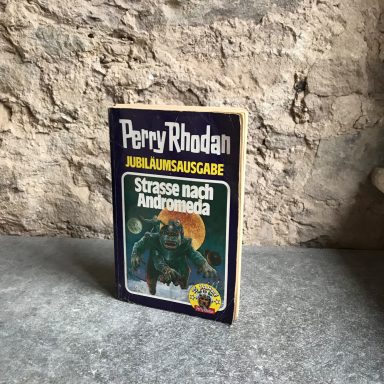 Perry Rhodan
JUBILÄUMSAUSGABE
Strasse nach
Andromeda